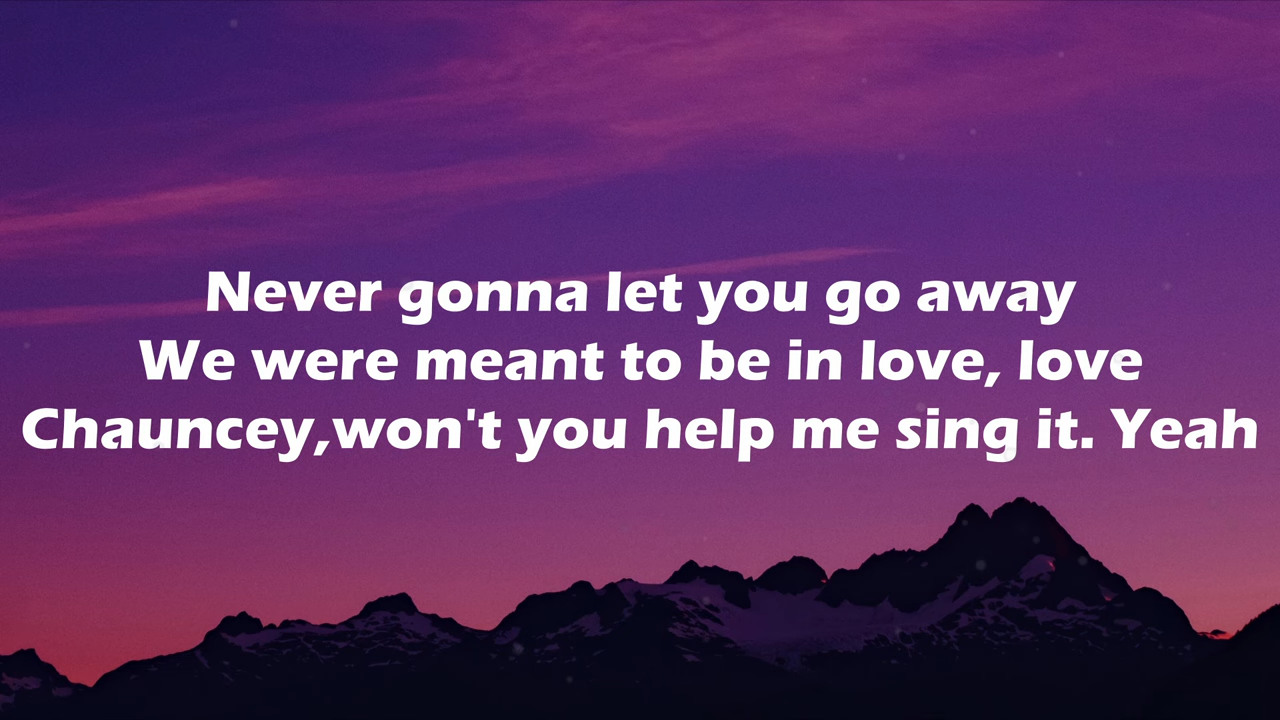 Never gonna let you go away
We were meant to be in love, love
Chauncey,won't you help me sing it. Yeah